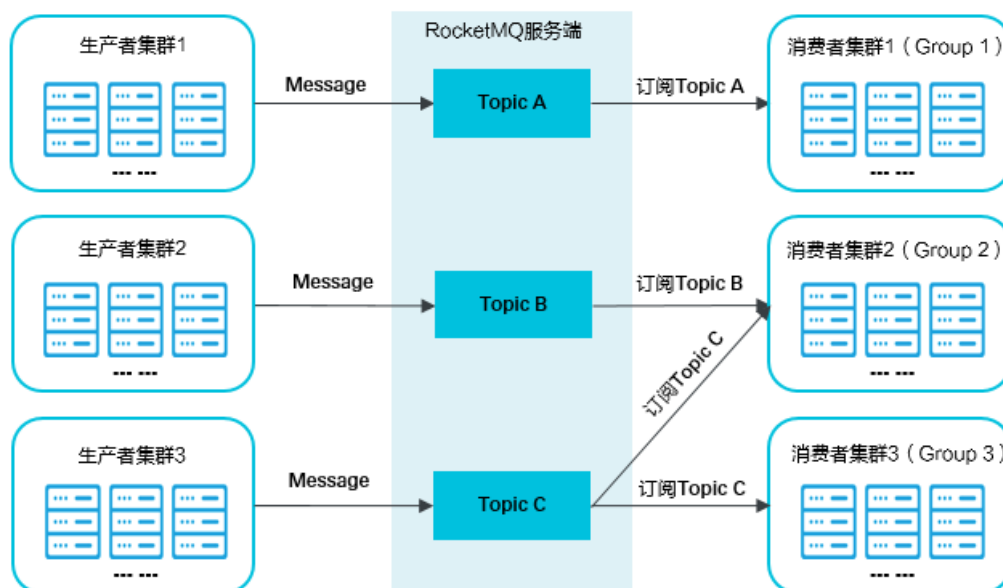 生产者集群1
... ...
RocketMQ服务端
消费者集群1（Group 1）
... ...
Message
Topic A
订阅Topic A
生产者集群2
... ...
消费者集群2（Group 2）
... ...
Message
Topic B
订阅Topic B
订阅Topic C
生产者集群3
... ...
消费者集群3（Group 3）
... ...
Message
Topic C
订阅Topic C